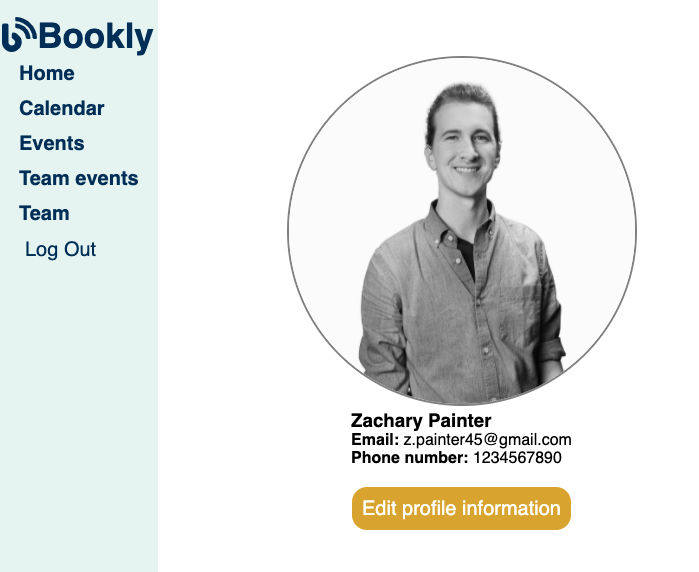 Bookly
Home
Calendar
Events
Team events
Team
Log Out
Zachary Painter
Email: z.painter45@gmail.com
Phone number: 1234567890
Edit profile information